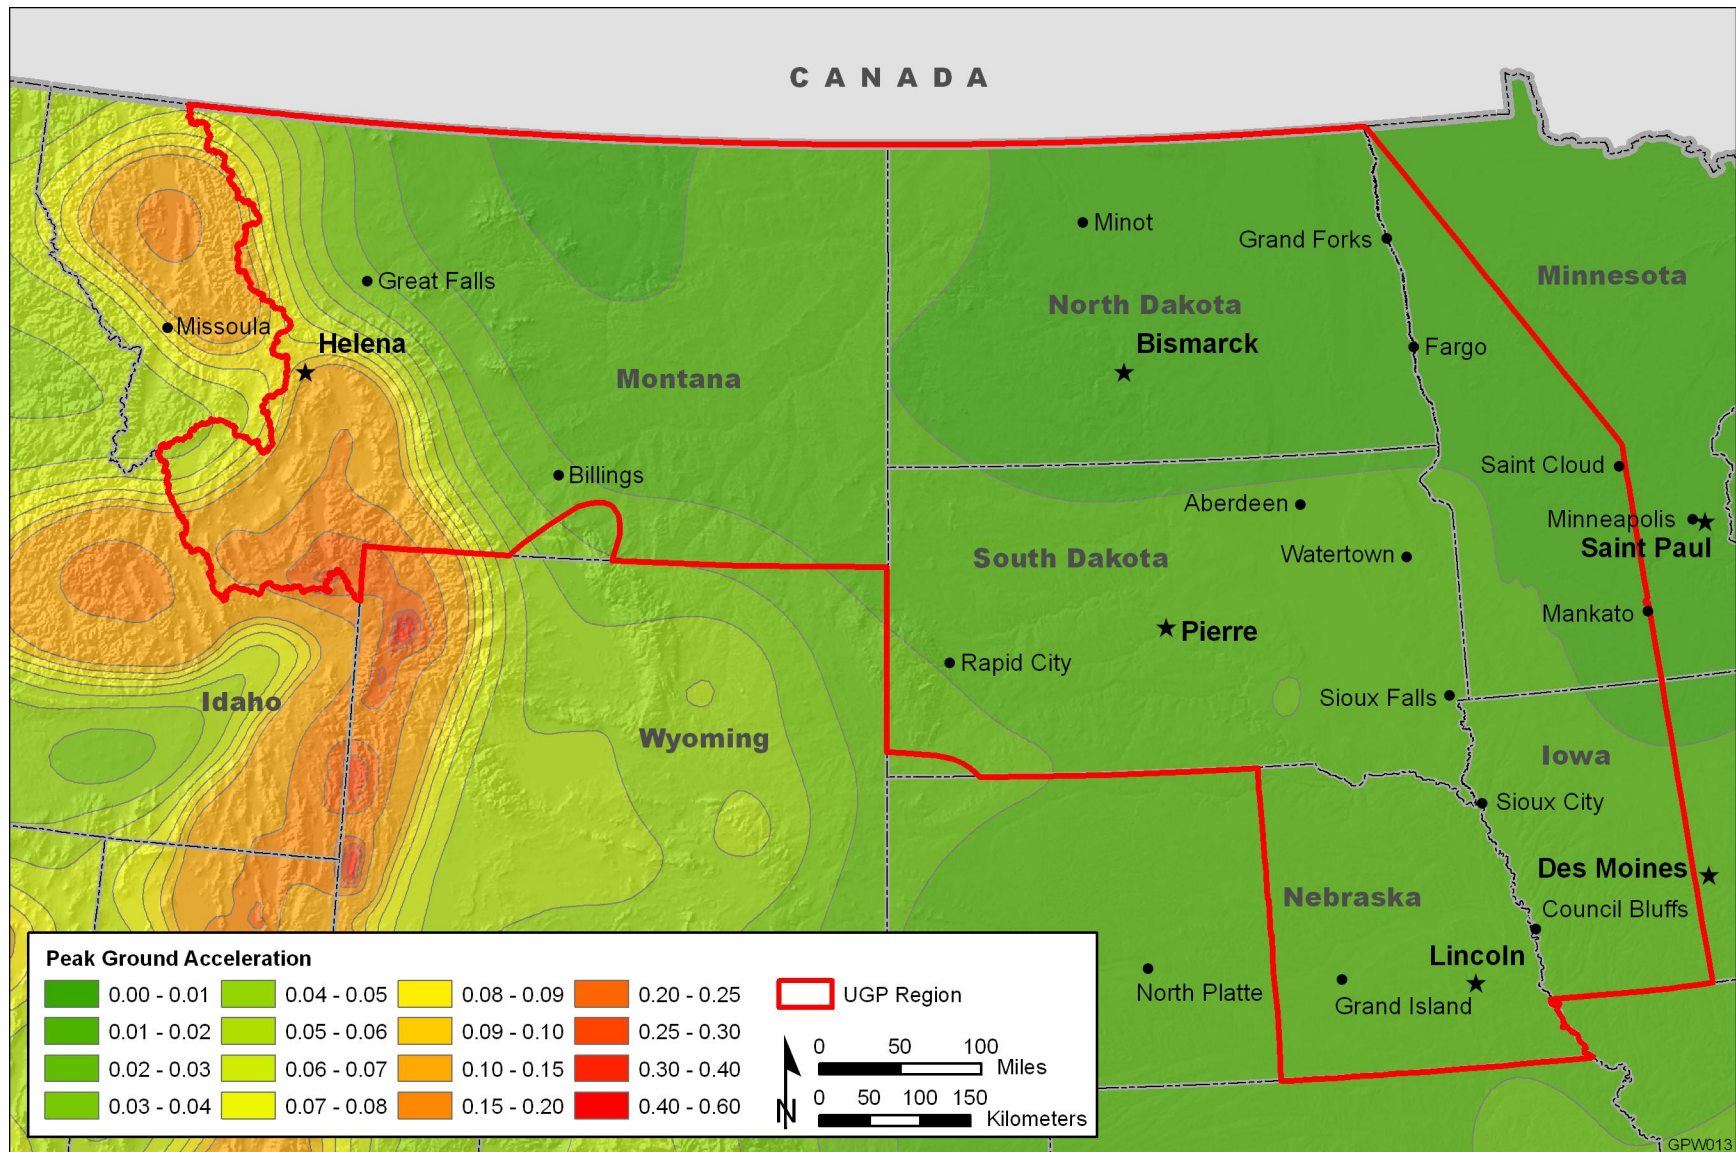 CANADA
Minot
Grand Forks
Minnesota
Great Falls
North Dakota
Missoula
Helena
Bismarck
Fargo
Montana
Saint Cloud
Billings
Aberdeen
Minneapolis
Saint Paul
South Dakota
Watertown
Mankato
Pierre
Rapid City
Idaho
Sioux Falls
Wyoming
Iowa
Sioux City
Des Moines
Nebraska
Council Bluffs
Lincoln
North Platte
Grand Island
Peak Ground Acceleration
0.00 - 0.01
0.01 - 0.02
0.02 - 0.03
0.03 - 0.04
0.04 - 0.05
0.05 - 0.06
0.06 - 0.07
0.07 - 0.08
0.08 - 0.09
0.09 - 0.10
0.10 - 0.15
0.15 - 0.20
0.20 - 0.25
0.25 - 0.30
0.30 - 0.40
0.40 - 0.60
UGP Region
N
0 50 100
Miles
0 50 100 150
Kilometers
GPW013